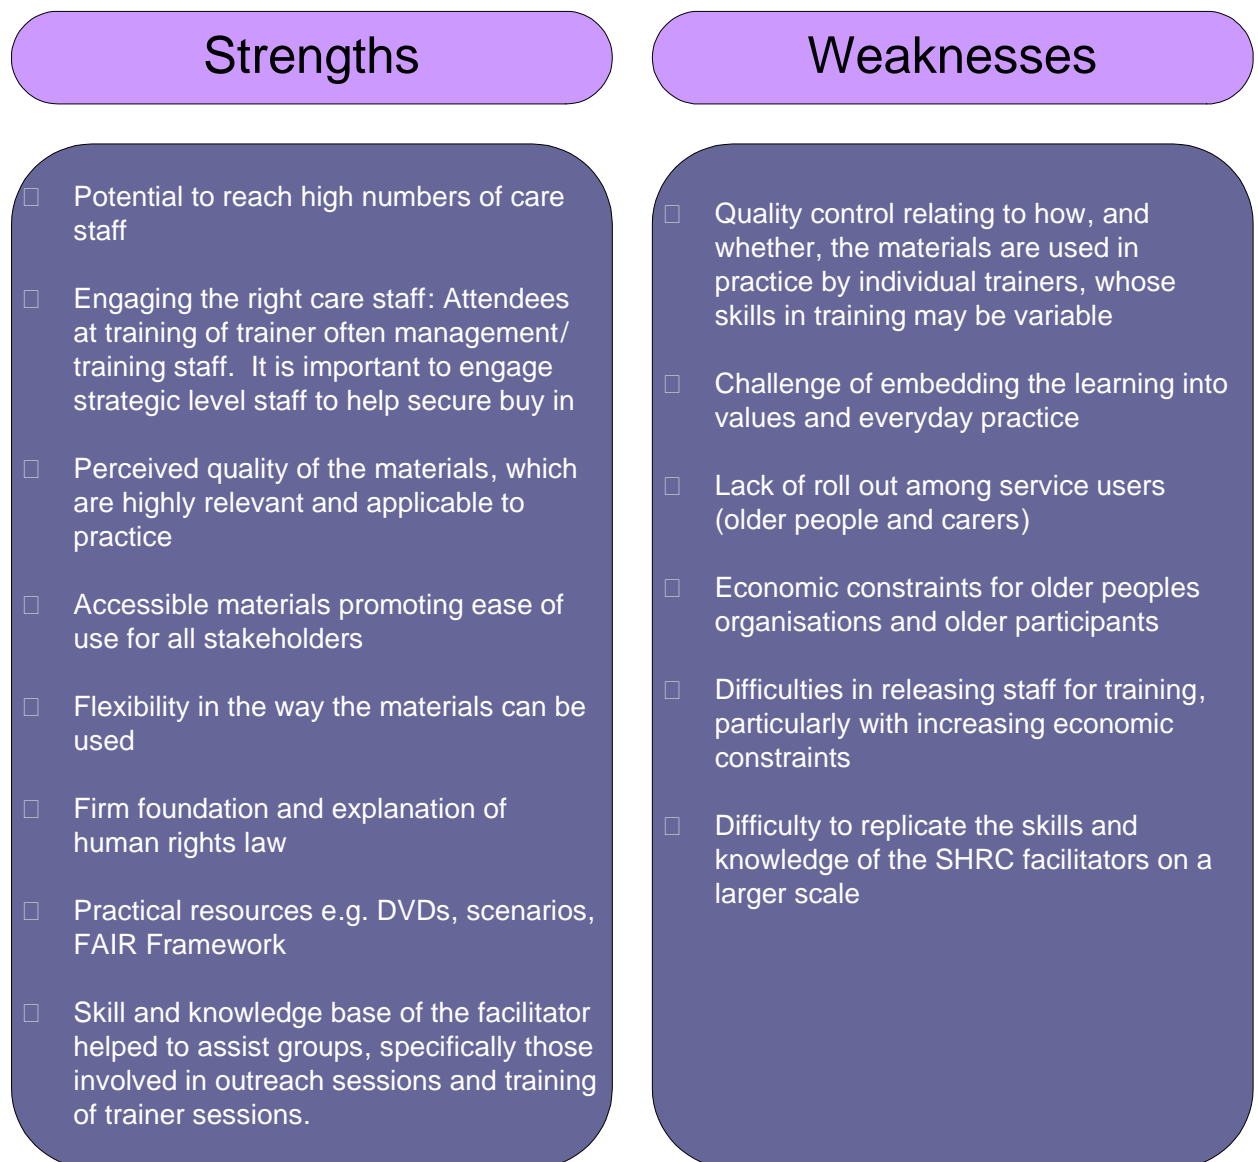 Strengths
Potential to reach high numbers of care
staff
Engaging the right care staff: Attendees
at training of trainer often management/
training staff.  It is important to engage
strategic level staff to help secure buy in
Perceived quality of the materials, which
are highly relevant and applicable to
practice
Accessible materials promoting ease of
use for all stakeholders
Flexibility in the way the materials can be
used
Firm foundation and explanation of
human rights law
Practical resources e.g. DVDs, scenarios,
FAIR Framework
Skill and knowledge base of the facilitator
helped to assist groups, specifically those
involved in outreach sessions and training
of trainer sessions.
Weaknesses
Quality control relating to how, and
whether, the materials are used in
practice by individual trainers, whose
skills in training may be variable
Challenge of embedding the learning into
values and everyday practice
Lack of roll out among service users
(older people and carers)
Economic constraints for older peoples
organisations and older participants
Difficulties in releasing staff for training,
particularly with increasing economic
constraints
Difficulty to replicate the skills and
knowledge of the SHRC facilitators on a
larger scale